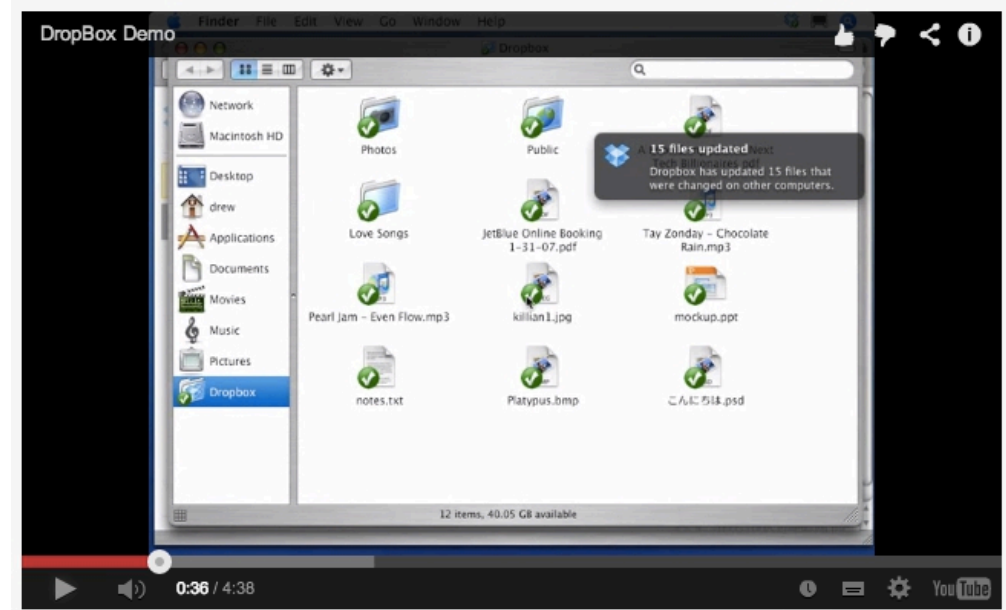 Finder File Edit View Go Window Help
DropBox Demo
Dropbox
Network
Macintosh HD
Desktop
drew
Applications
Documents
Movies
Music
Pictures
Dropbox
Photos
Public
Next
Tech Billionaires.pdf
15 files updated
Dropbox has updated 15 files that
were changed on other computers.
Love Songs
JetBlue Online Booking
1-31-07.pdf
Tay Zonday - Chocolate
Rain.mp3
Pearl Jam - Even Flow.mp3
killian1.jpg
mockup.ppt
notes.txt
Platypus.bmp
こんにちは.psd
12 items, 40.05 GB available
0:36 / 4:38
YouTube